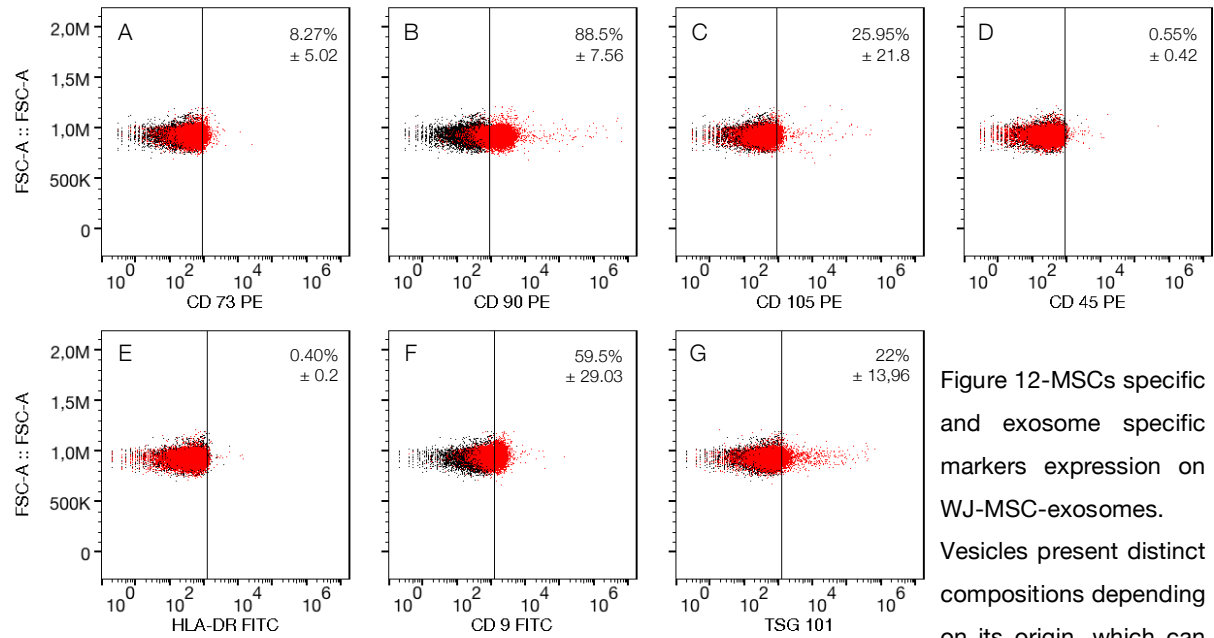 FSC-A :: FSC-A
2,0M
1,5M
1,0M
500K
0
A
8.27%
± 5.02
10^0 10^2 10^4 10^6
CD 73 PE
B
88.5%
± 7.56
10^0 10^2 10^4 10^6
CD 90 PE
C
25.95%
± 21.8
10^0 10^2 10^4 10^6
CD 105 PE
D
0.55%
± 0.42
10^0 10^2 10^4 10^6
CD 45 PE
FSC-A :: FSC-A
2,0M
1,5M
1,0M
500K
0
E
0.40%
± 0.2
10^0 10^2 10^4 10^6
HLA-DR FITC
F
59.5%
± 29.03
10^0 10^2 10^4 10^6
CD 9 FITC
G
22%
± 13,96
10^0 10^2 10^4 10^6
TSG 101
Figure 12-MSCs specific
and exosome specific
markers expression on
WJ-MSC-exosomes.
Vesicles present distinct
compositions depending
on its origin, which can